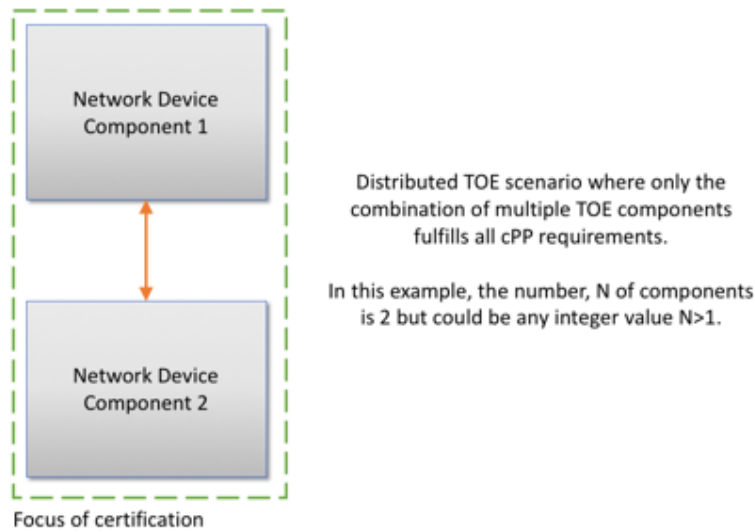 Network Device
Component 1
Distributed TOE scenario where only the
combination of multiple TOE components
fulfills all cPP requirements.
In this example, the number, N of components
is 2 but could be any integer value N>1.
Network Device
Component 2
Focus of certification